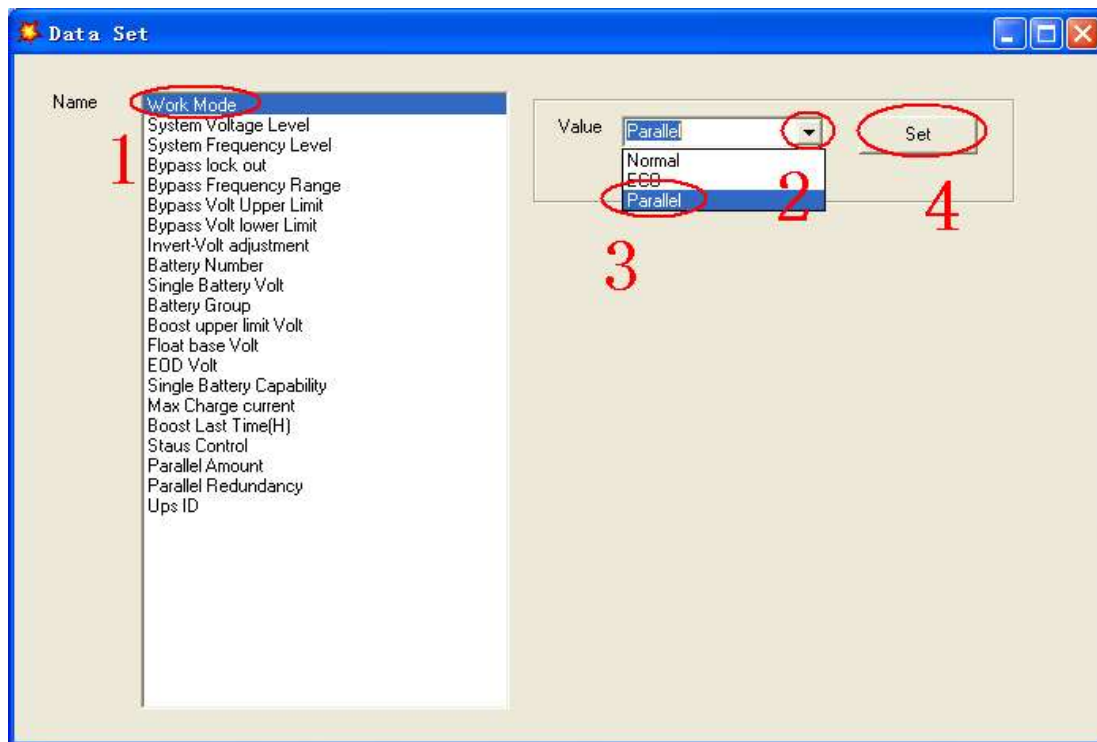 Data Set
Name
Work Mode
System Voltage Level
System Frequency Level
Bypass lock out
Bypass Frequency Range
Bypass Volt Upper Limit
Bypass Volt lower Limit
Invert-Volt adjustment
Battery Number
Single Battery Volt
Battery Group
Boost upper limit Volt
Float base Volt
EOD Volt
Single Battery Capability
Max Charge current
Boost Last Time(H)
Staus Control
Parallel Amount
Parallel Redundancy
Ups ID
1
Value Parallel
Normal
ECO
Parallel
Set
2
3
4